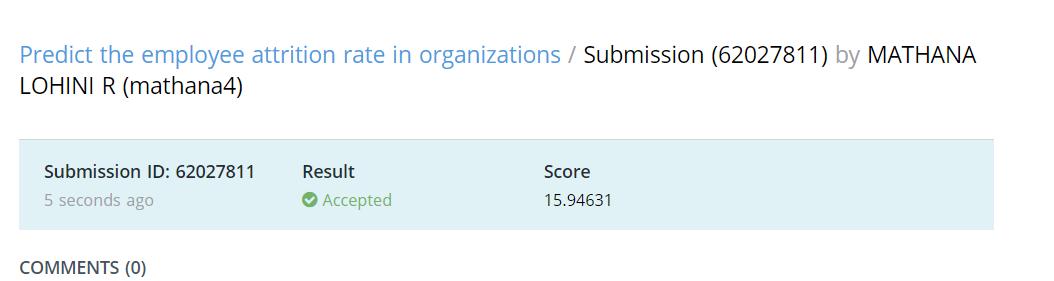 Predict the employee attrition rate in organizations / Submission (62027811) by MATHANA
LOHINI R (mathana4)
Submission ID: 62027811 Result Score
5 seconds ago Accepted 15.94631
COMMENTS (0)